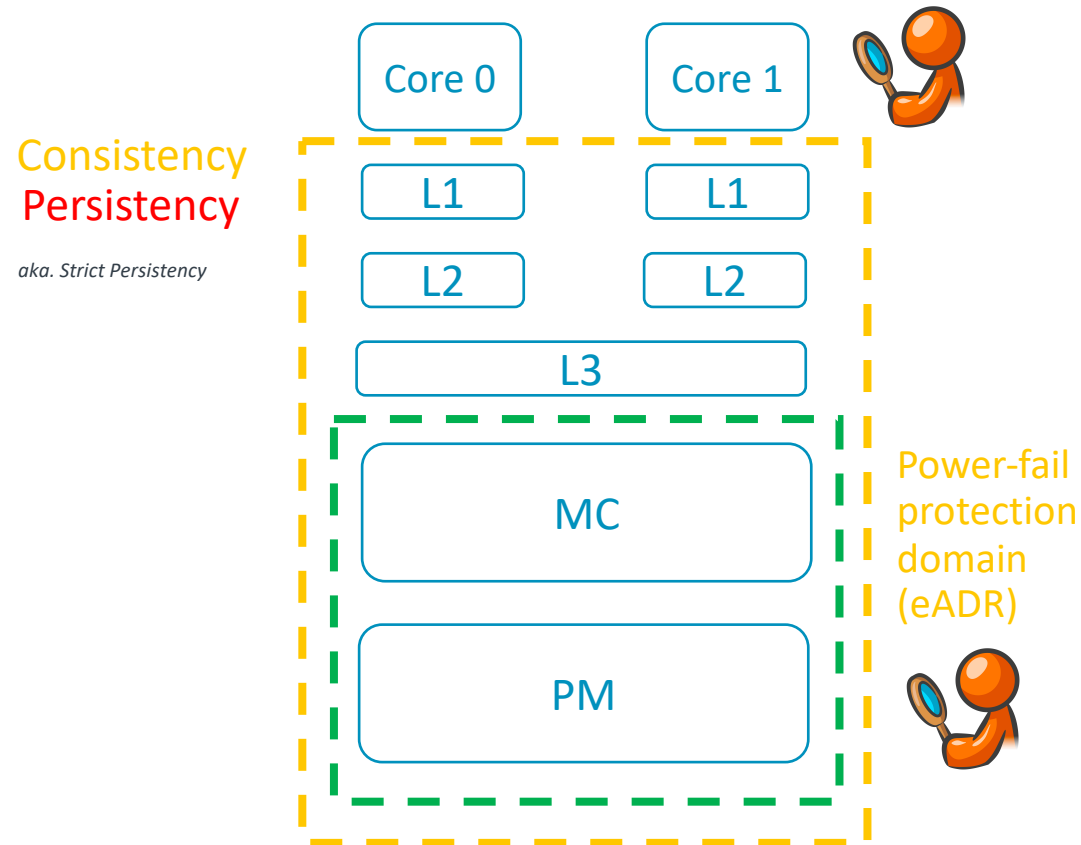 Core 0
Core 1
Consistency
Persistency
aka. Strict Persistency
L1
L1
L2
L2
L3
MC
Power-fail
protection
domain
(eADR)
PM